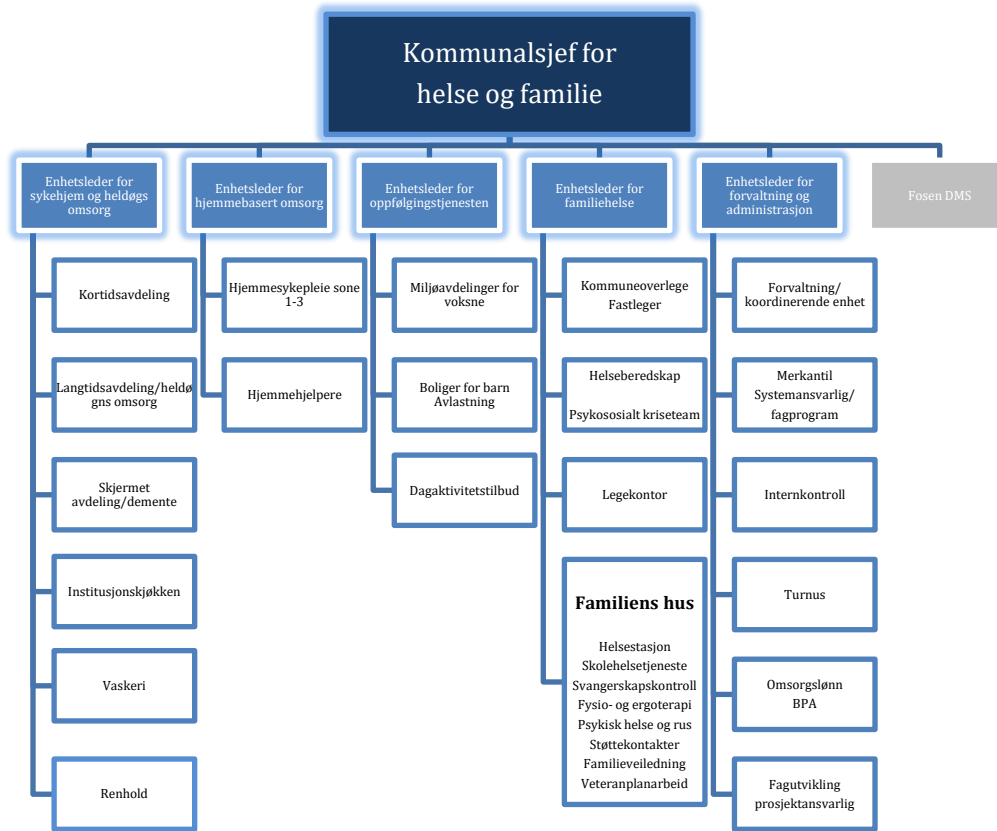 Kommunalsjef for
helse og familie
Enhetsleder for
sykehjem og heldøgs
omsorg
Enhetsleder for
hjemmebasert omsorg
Enhetsleder for
oppfølgingstjenesten
Enhetsleder for
familiehelse
Enhetsleder for
forvaltning og
administrasjon
Fosen DMS
Kortidsavdeling
Langtidsavdeling/heldø
gns omsorg
Skjermet
avdeling/demente
Institusjonskjøkken
Vaskeri
Renhold
Hjemmesykepleie sone
1-3
Hjemmehjelpere
Miljøavdelinger for
voksne
Boliger for barn
Avlastning
Dagaktivitetstilbud
Kommuneoverlege
Fastleger
Helseberedskap
Psykososialt kriseteam
Legekontor
Familiens hus
Helsestasjon
Skolehelsetjeneste
Svangerskapskontroll
Fysio- og ergoterapi
Psykisk helse og rus
Støttekontakter
Familieveiledning
Veteranplanarbeid
Forvaltning/
koordinerende enhet
Merkantil
Systemansvarlig/
fagprogram
Internkontroll
Turnus
Omsorgslønn
BPA
Fagutvikling
prosjektansvarlig